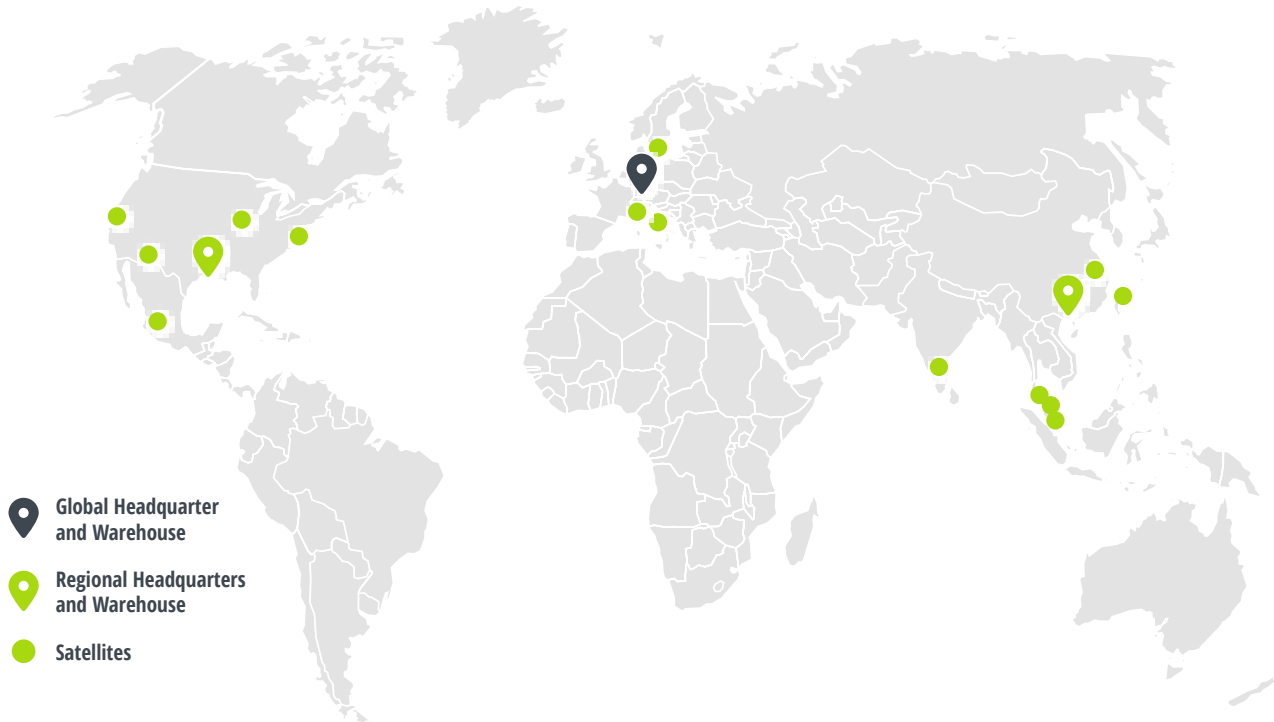 Global Headquarter
and Warehouse
Regional Headquarters
and Warehouse
Satellites